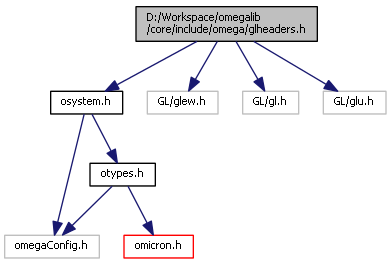 D:/Workspace/omegalib
/core/include/omega/glheaders.h
osystem.h
GL/glew.h
GL/gl.h
GL/glu.h
otypes.h
omegaConfig.h
omicron.h